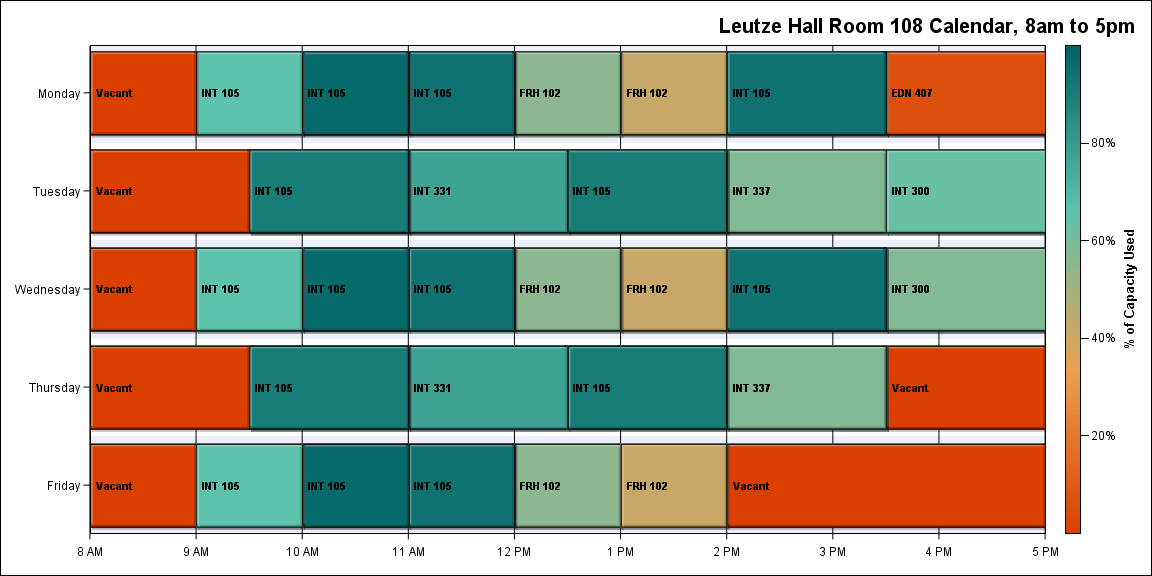 Leutze Hall Room 108 Calendar, 8am to 5pm
Monday
Vacant
INT 105
INT 105
INT 105
FRH 102
FRH 102
INT 105
EDN 407
Tuesday
Vacant
INT 105
INT 331
INT 105
INT 337
INT 300
Wednesday
Vacant
INT 105
INT 105
INT 105
FRH 102
FRH 102
INT 105
INT 300
Thursday
Vacant
INT 105
INT 331
INT 105
INT 337
Vacant
Friday
Vacant
INT 105
INT 105
INT 105
FRH 102
FRH 102
Vacant
8 AM
9 AM
10 AM
11 AM
12 PM
1 PM
2 PM
3 PM
4 PM
5 PM
80%
60%
40%
20%
% of Capacity Used